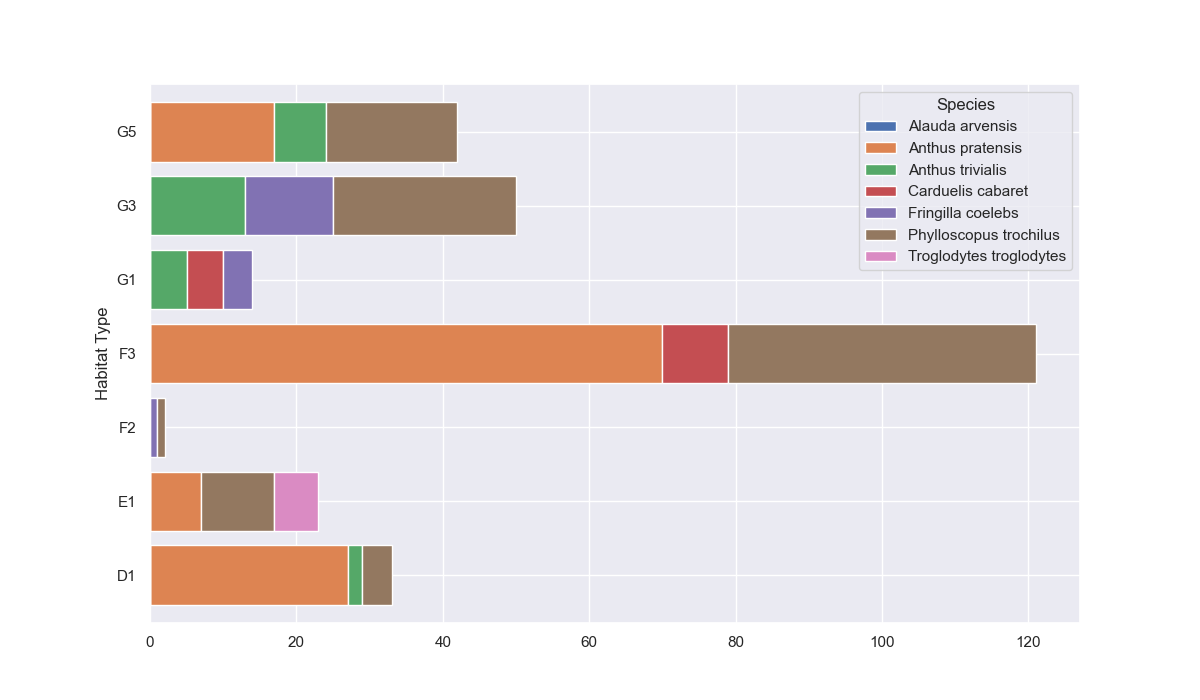 Species
Alauda arvensis
Anthus pratensis
Anthus trivialis
Carduelis cabaret
Fringilla coelebs
Phylloscopus trochilus
Troglodytes troglodytes
Habitat Type
G5
G3
G1
F3
F2
E1
D1
0 20 40 60 80 100 120